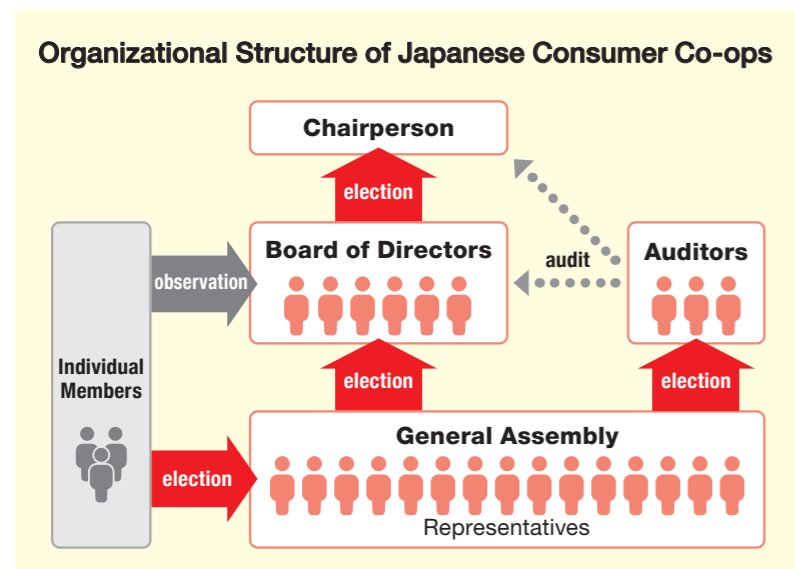 Organizational Structure of Japanese Consumer Co-ops
Chairperson
election
Board of Directors
observation
audit
Auditors
Individual
Members
election
election
General Assembly
election
Representatives